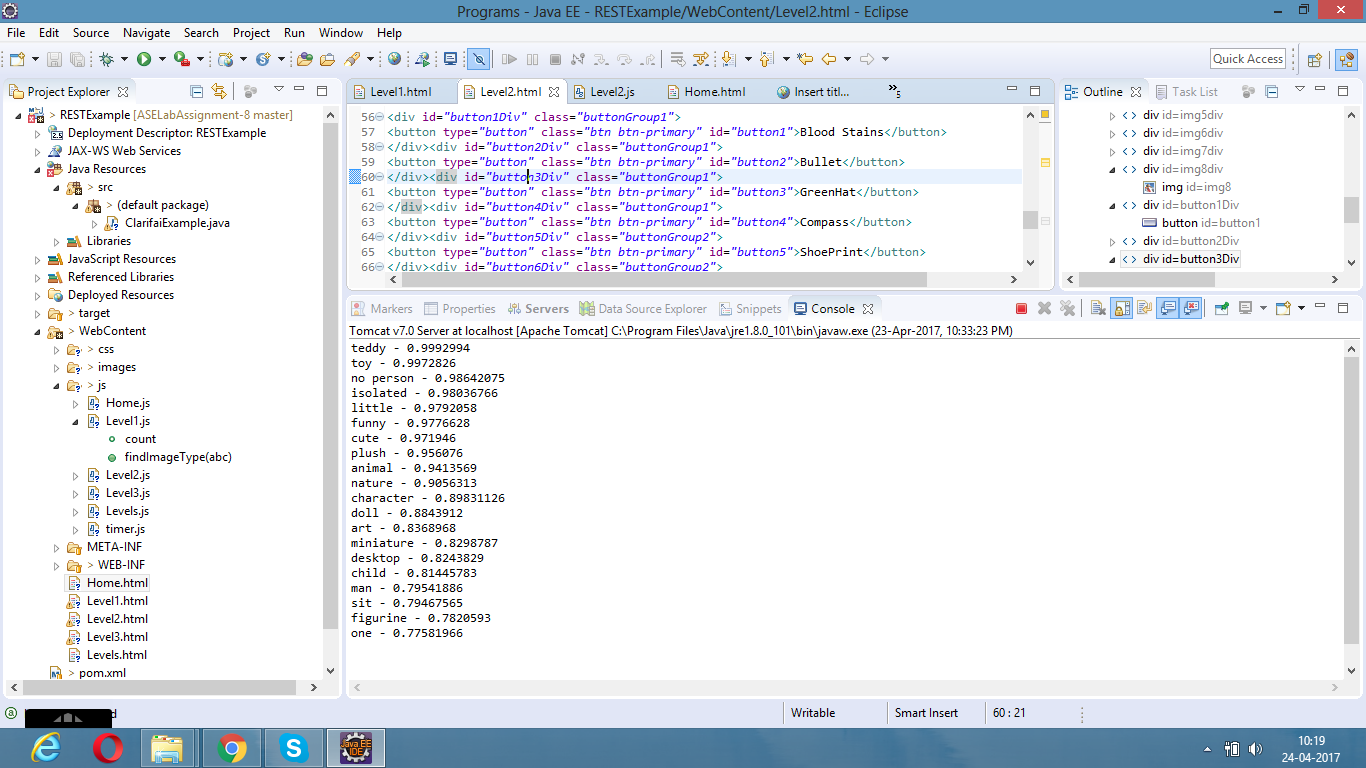 Programs - Java EE - RESTExample/WebContent/Level2.html - Eclipse
File Edit Source Navigate Search Project Run Window Help
Quick Access
Project Explorer
RESTExample [ASELabAssignment-8 master]
Deployment Descriptor: RESTExample
JAX-WS Web Services
Java Resources
> src
> (default package)
ClarifaiExample.java
Libraries
JavaScript Resources
Referenced Libraries
Deployed Resources
> target
> WebContent
> css
> images
> js
Home.js
Level1.js
count
findImageType(abc)
Level2.js
Level3.js
Levels.js
timer.js
META-INF
> WEB-INF
Home.html
Level1.html
Level2.html
Level3.html
Levels.html
> pom.xml
Level1.html Level2.html Level2.js Home.html Insert titl... »5
56 <div id="button1Div" class="buttonGroup1">
57 <button type="button" class="btn btn-primary" id="button1">Blood Stains</button>
58 </div><div id="button2Div" class="buttonGroup1">
59 <button type="button" class="btn btn-primary" id="button2">Bullet</button>
60 </div><div id="button3Div" class="buttonGroup1">
61 <button type="button" class="btn btn-primary" id="button3">GreenHat</button>
62 </div><div id="button4Div" class="buttonGroup1">
63 <button type="button" class="btn btn-primary" id="button4">Compass</button>
64 </div><div id="button5Div" class="buttonGroup2">
65 <button type="button" class="btn btn-primary" id="button5">ShoePrint</button>
66 </div><div id="button6Div" class="buttonGroup2">
Outline Task List
div id=img5div
div id=img6div
div id=img7div
div id=img8div
img id=img8
div id=button1Div
button id=button1
div id=button2Div
div id=button3Div
Markers Properties Servers Data Source Explorer Snippets Console
Tomcat v7.0 Server at localhost [Apache Tomcat] C:\Program Files\Java\jre1.8.0_101\bin\javaw.exe (23-Apr-2017, 10:33:23 PM)
teddy - 0.9992994
toy - 0.9972826
no person - 0.98642075
isolated - 0.98036766
little - 0.9792058
funny - 0.9776628
cute - 0.971946
plush - 0.956076
animal - 0.9413569
nature - 0.9056313
character - 0.89831126
doll - 0.8843912
art - 0.8368968
miniature - 0.8298787
desktop - 0.8243829
child - 0.81445783
man - 0.79541886
sit - 0.79467565
figurine - 0.7820593
one - 0.77581966
Writable Smart Insert 60 : 21
Java EE
IDE
10:19
24-04-2017